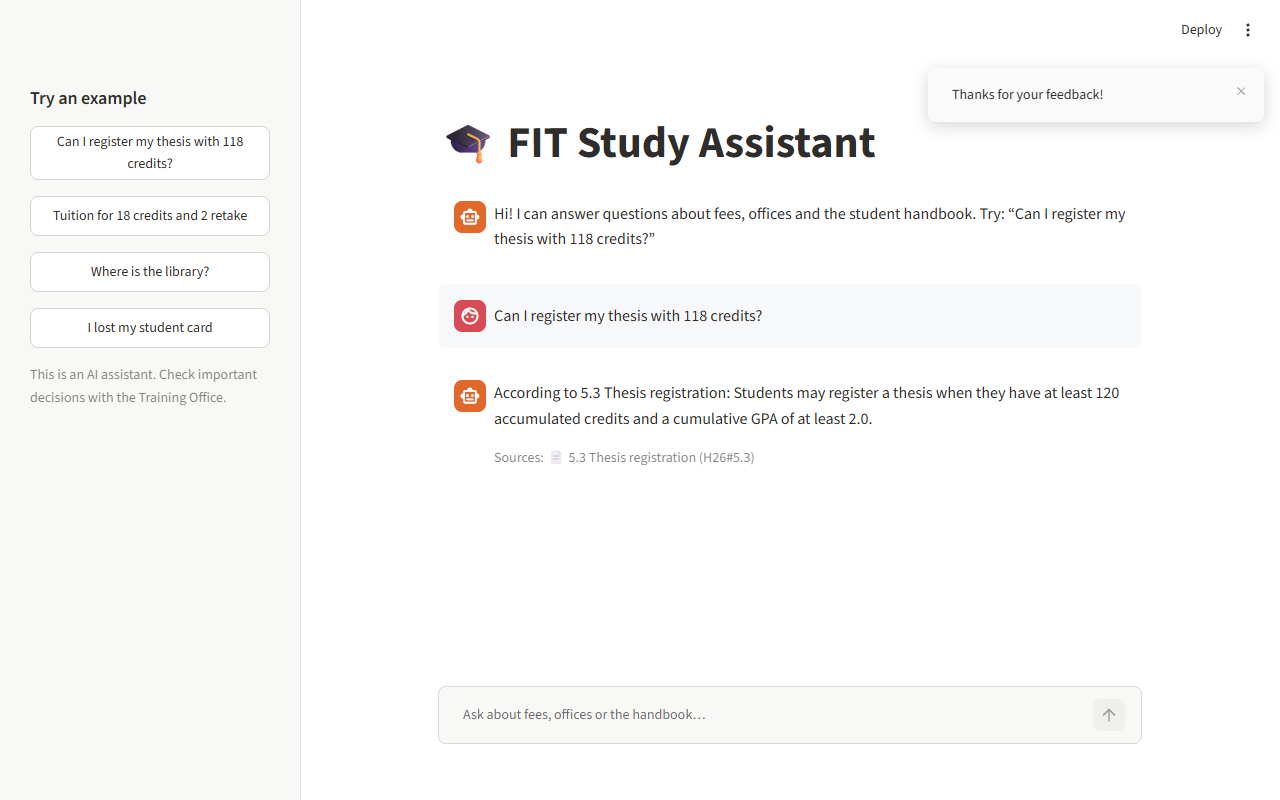 Deploy
Thanks for your feedback!
Try an example
Can I register my thesis with 118
credits?
Tuition for 18 credits and 2 retake
Where is the library?
I lost my student card
This is an AI assistant. Check important
decisions with the Training Office.
FIT Study Assistant
Hi! I can answer questions about fees, offices and the student handbook. Try: “Can I register my
thesis with 118 credits?”
Can I register my thesis with 118 credits?
According to 5.3 Thesis registration: Students may register a thesis when they have at least 120
accumulated credits and a cumulative GPA of at least 2.0.
Sources: 5.3 Thesis registration (H26#5.3)
Ask about fees, offices or the handbook…